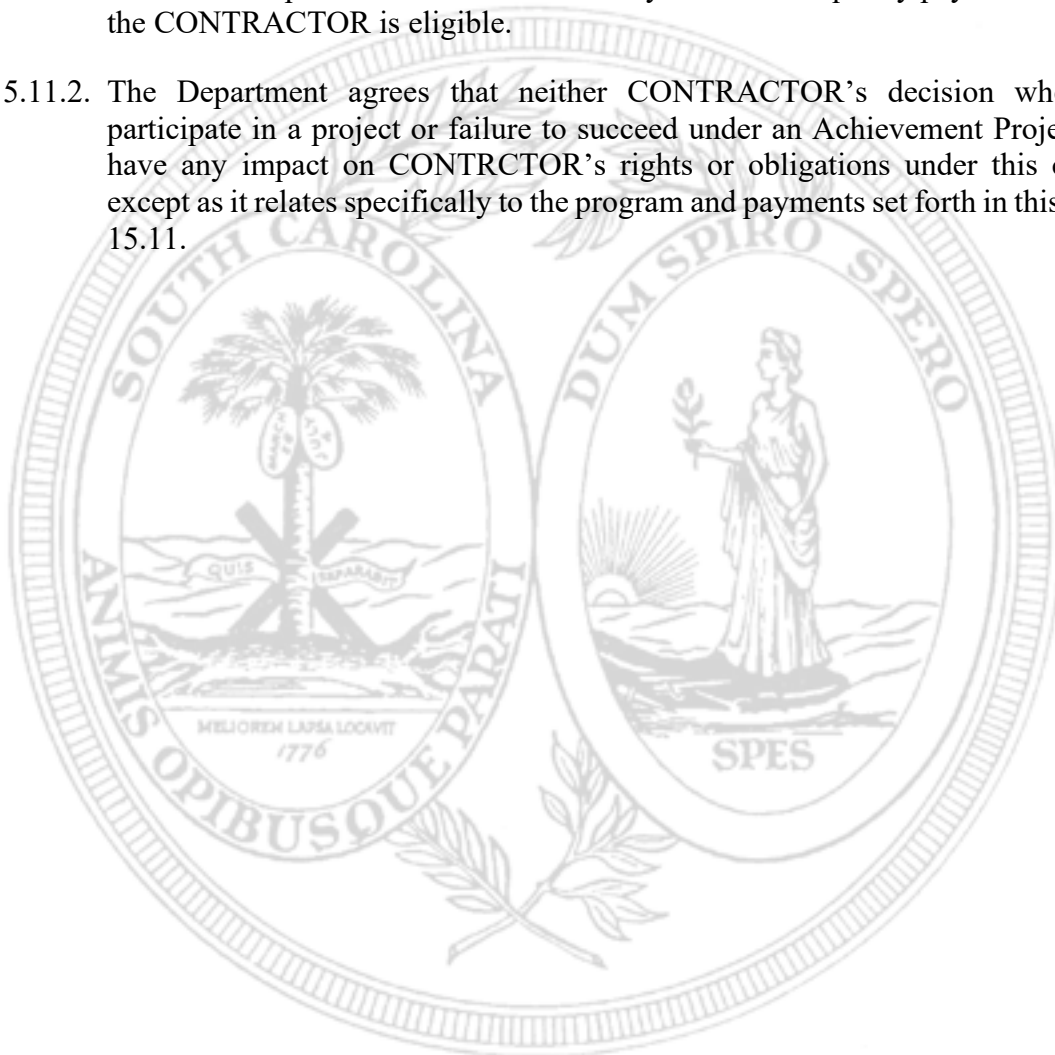 the CONTRACTOR is eligible.
5.11.2. The Department agrees that neither CONTRACTOR's decision
participate in a project or failure to succeed under an Achievement
have any impact on CONTRCTOR's rights or obligations under this
except as it relates specifically to the program and payments set forth in this
15.11.
SOUTH CAROLINA
DUM SPIRO SPERO
QUIS SEPARABIT
MELIOREM LAPSA LOCAVIT
1776
SPES
ANIMIS OPIBUSQUE PARATI